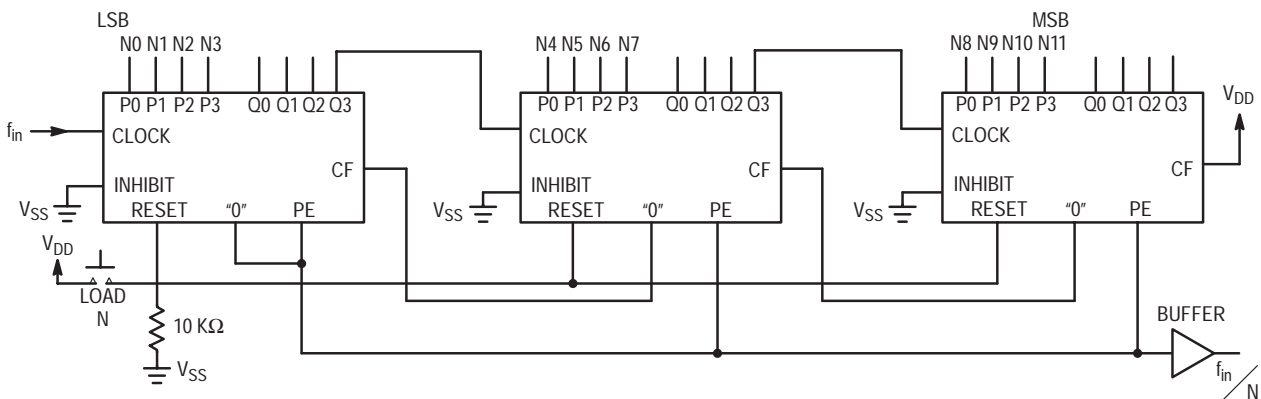 LSB
MSB
N0 N1 N2 N3
N4 N5 N6 N7
N8 N9 N10 N11
P0 P1 P2 P3 Q0 Q1 Q2 Q3
P0 P1 P2 P3 Q0 Q1 Q2 Q3
P0 P1 P2 P3 Q0 Q1 Q2 Q3
VDD
fin
CLOCK
CLOCK
CLOCK
CF
CF
CF
INHIBIT
INHIBIT
INHIBIT
VSS
VSS
VSS
RESET "0" PE
RESET "0" PE
RESET "0" PE
VDD
LOAD
N
10 KΩ
VSS
BUFFER
fin
N